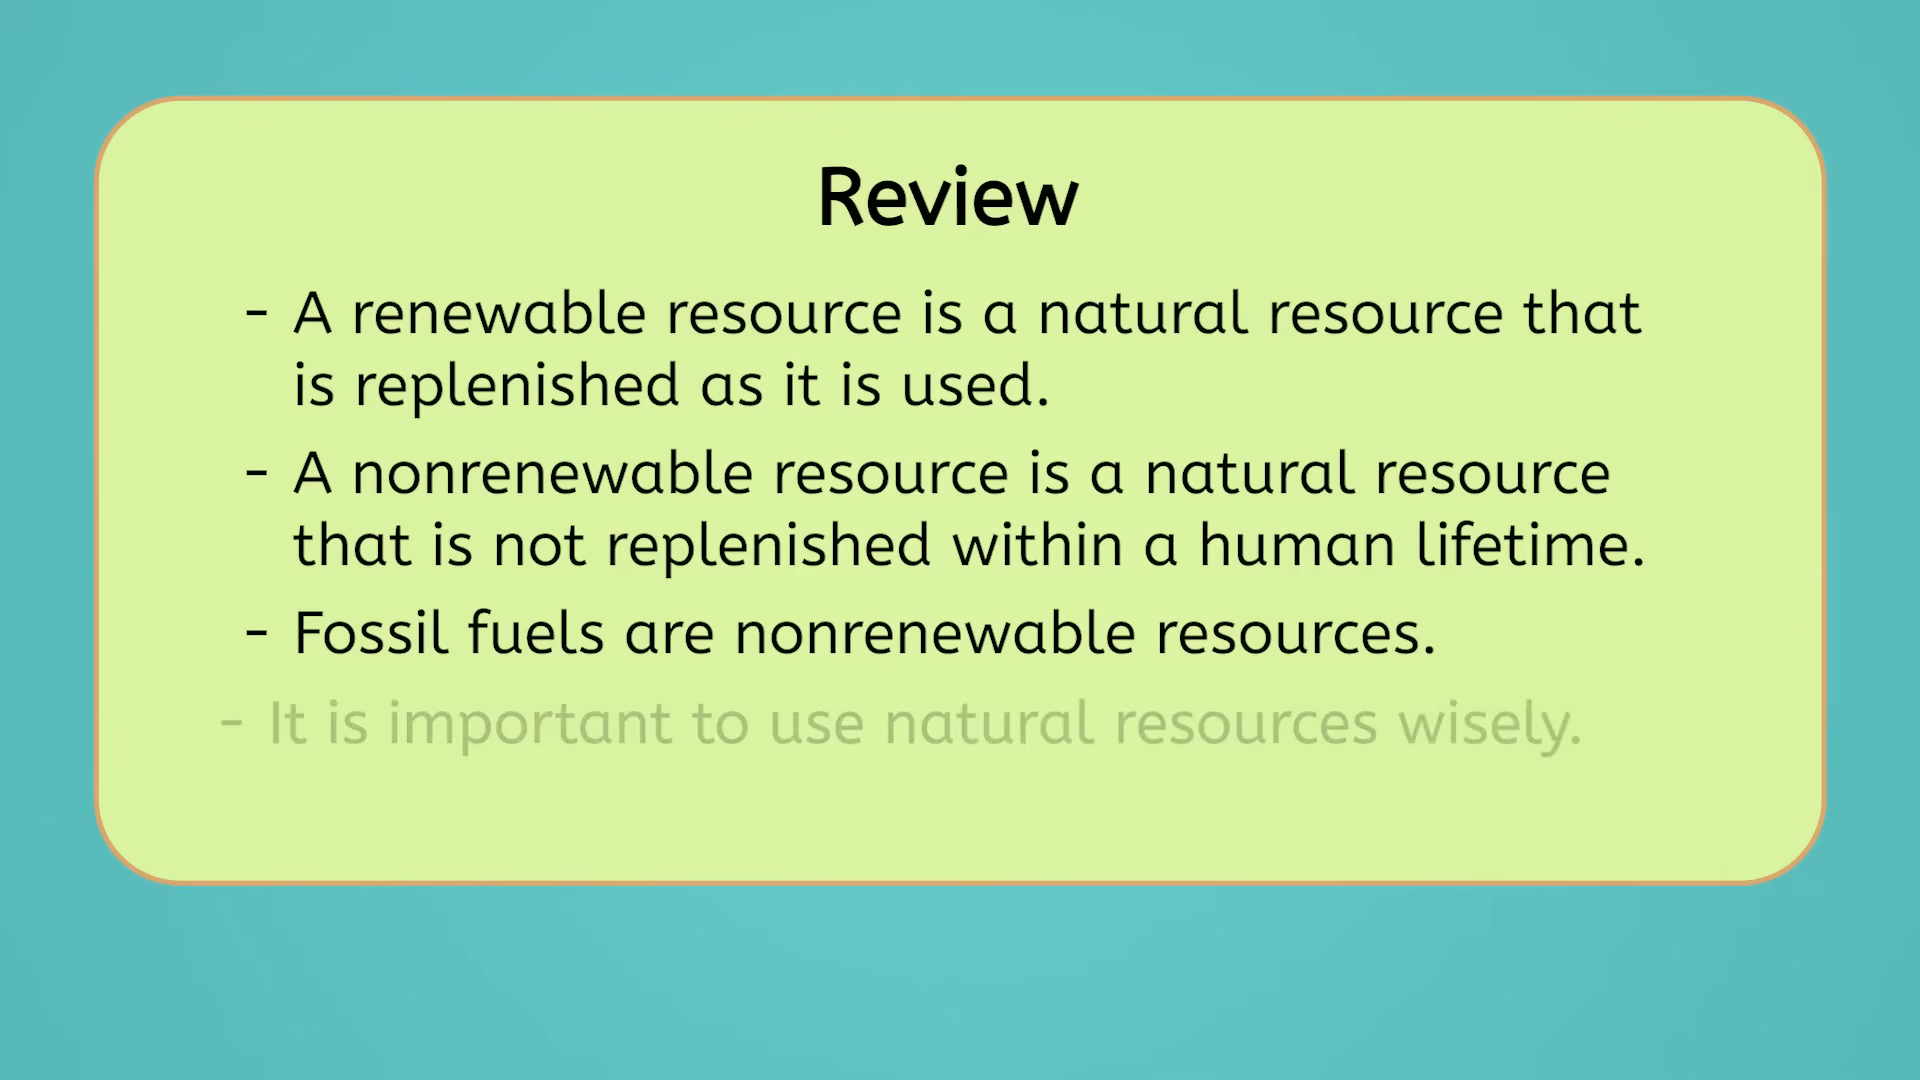 Review
- A renewable resource is a natural resource that
is replenished as it is used.
- A nonrenewable resource is a natural resource
that is not replenished within a human lifetime.
- Fossil fuels are nonrenewable resources.
- It is important to use natural resources wisely.